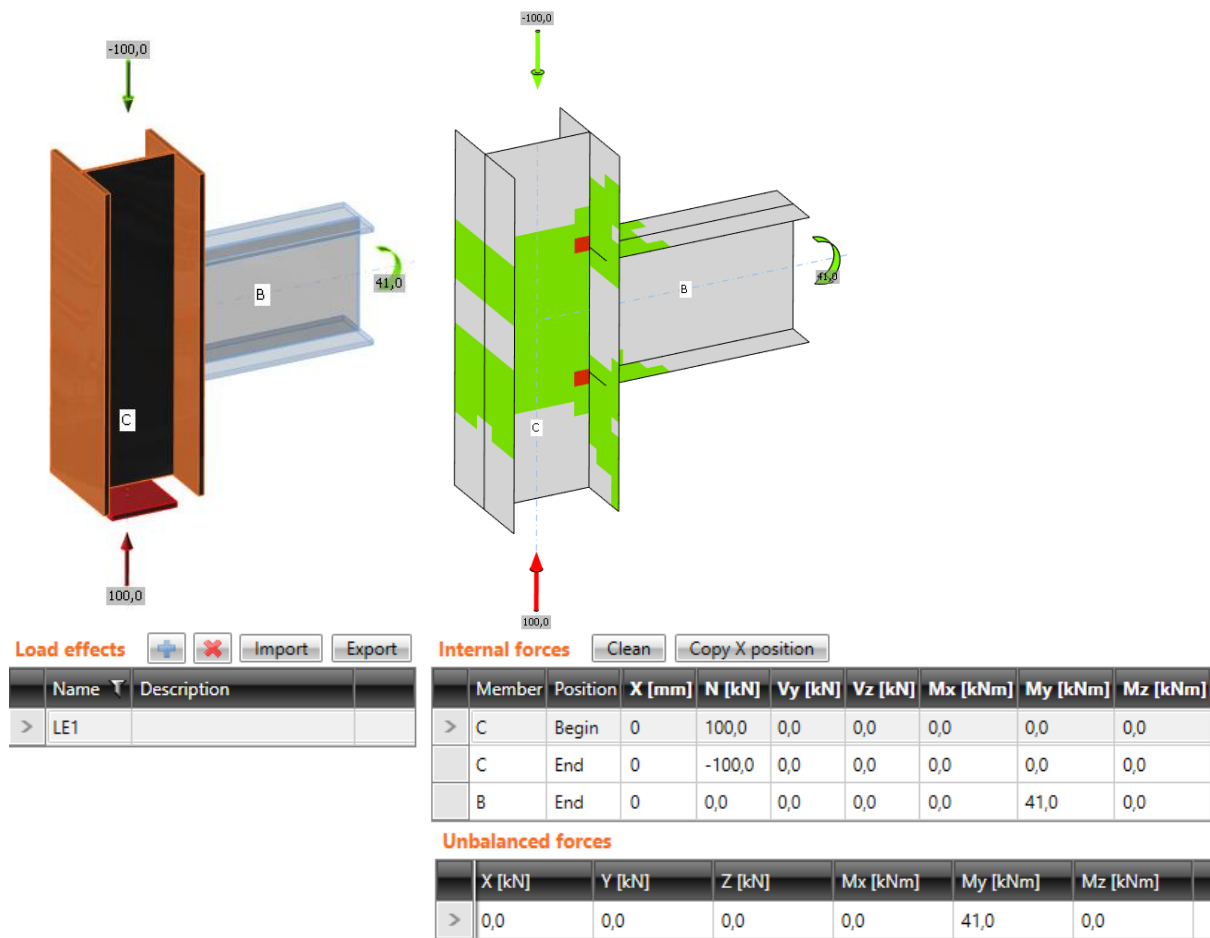 -100,0
-100,0
B
41,0
C
100,0
B
41,0
C
100,0
Load effects Import Export
Name Description
> LE1
Internal forces Clean Copy X position
Member Position X [mm] N [kN] Vy [kN] Vz [kN] Mx [kNm] My [kNm] Mz [kNm]
> C Begin 0 100,0 0,0 0,0 0,0 0,0 0,0
C End 0 -100,0 0,0 0,0 0,0 0,0 0,0
B End 0 0,0 0,0 0,0 0,0 41,0 0,0
Unbalanced forces
X [kN] Y [kN] Z [kN] Mx [kNm] My [kNm] Mz [kNm]
> 0,0 0,0 0,0 0,0 41,0 0,0